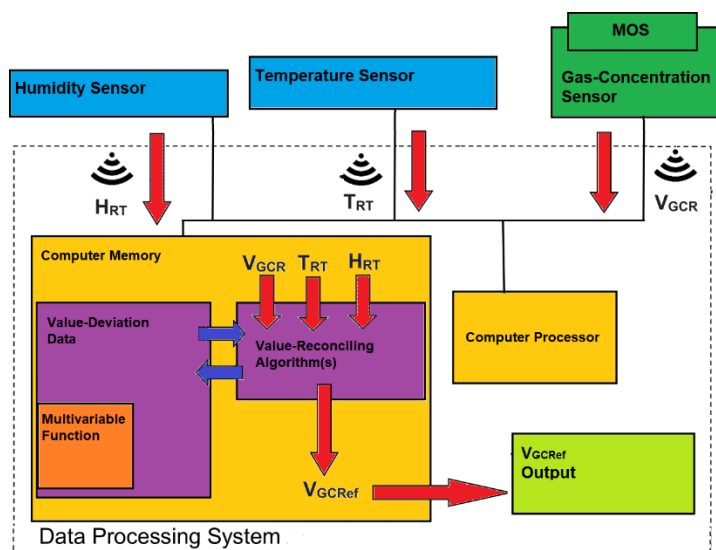 MOS
Humidity Sensor
Temperature Sensor
Gas-Concentration
Sensor
HRT
TRT
VGCR
Computer Memory
VGCR TRT HRT
Value-Deviation
Data
Value-Reconciling
Algorithm(s)
Computer Processor
Multivariable
Function
VGCRef
VGCRef
Output
Data Processing System